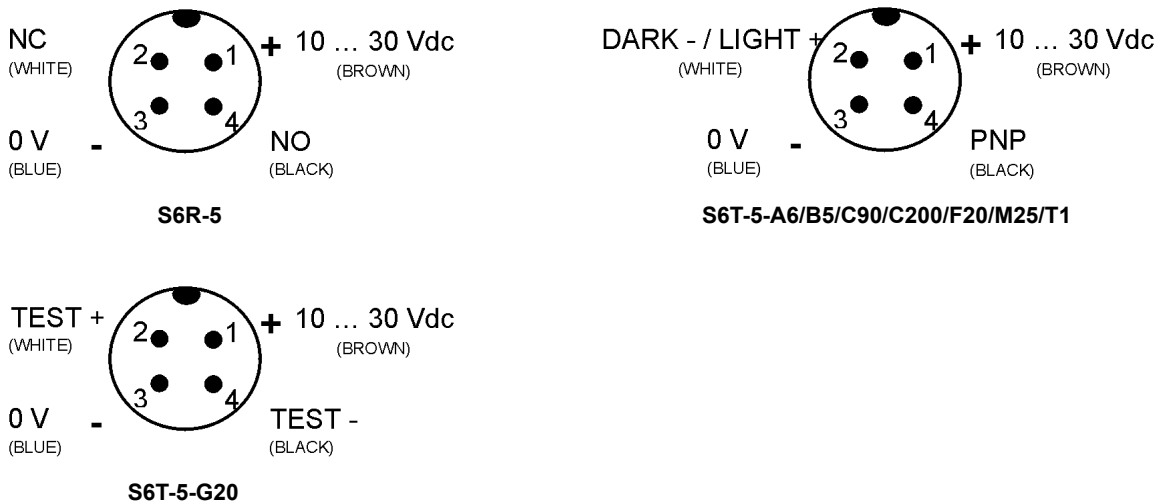 NC
(WHITE)
2
1
+ 10 ... 30 Vdc
(BROWN)
3
4
0 V -
(BLUE)
NO
(BLACK)
S6R-5
DARK - / LIGHT +
(WHITE)
2
1
+ 10 ... 30 Vdc
(BROWN)
3
4
0 V -
(BLUE)
PNP
(BLACK)
S6T-5-A6/B5/C90/C200/F20/M25/T1
TEST +
(WHITE)
2
1
+ 10 ... 30 Vdc
(BROWN)
3
4
0 V -
(BLUE)
TEST -
(BLACK)
S6T-5-G20